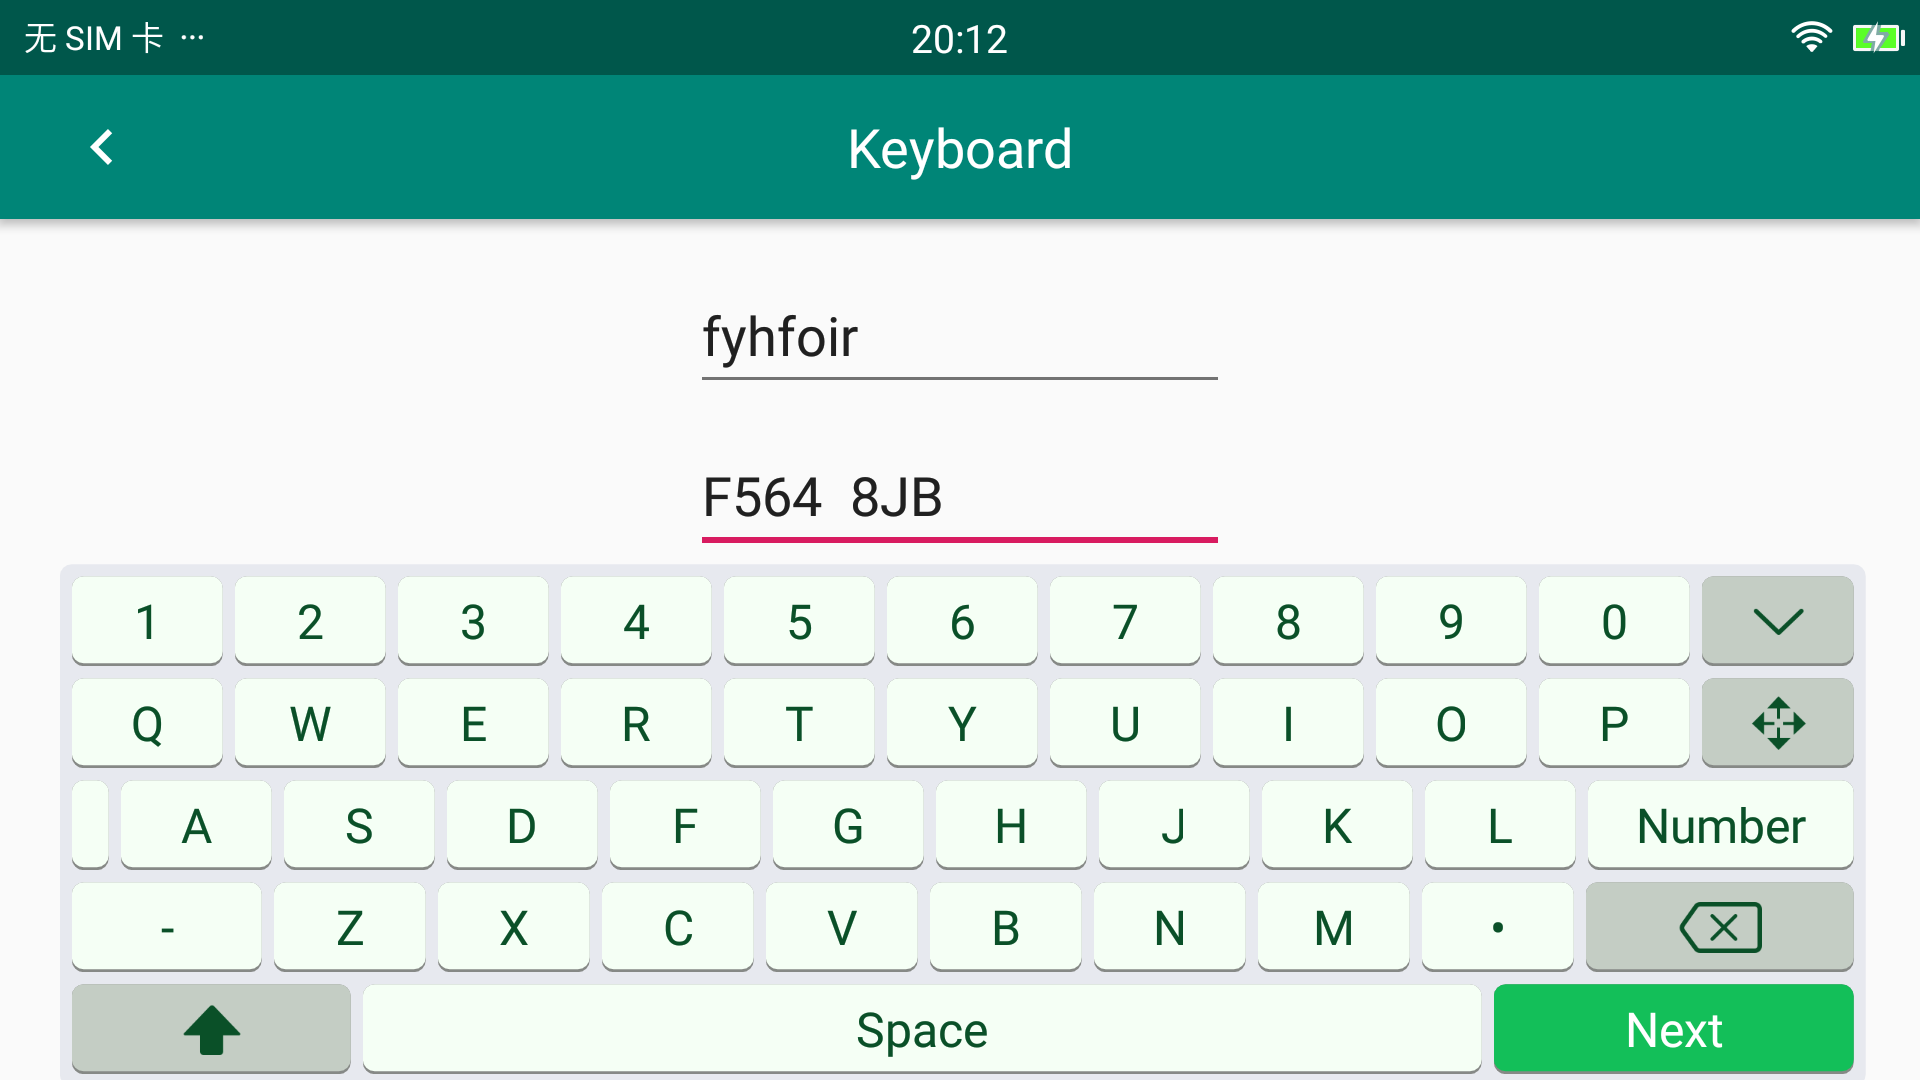 无 SIM 卡 ...
20:12
Keyboard
fyhfoir
F564  8JB
1 2 3 4 5 6 7 8 9 0
Q W E R T Y U I O P
A S D F G H J K L Number
- Z X C V B N M •
Space Next